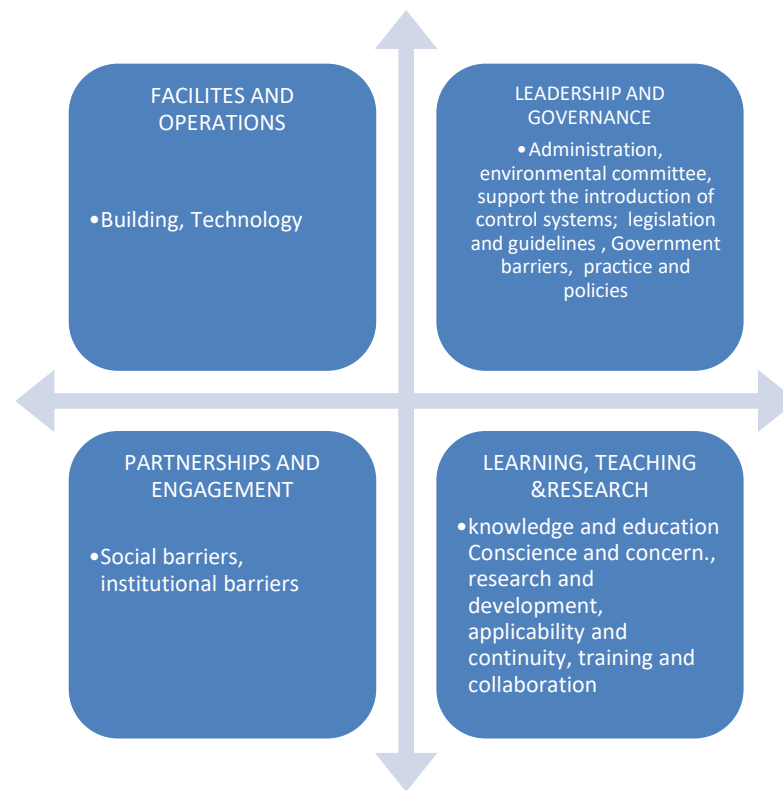 FACILITES AND
OPERATIONS
•Building, Technology
LEADERSHIP AND
GOVERNANCE
•Administration,
environmental committee,
support the introduction of
control systems; legislation
and guidelines , Government
barriers, practice and
policies
PARTNERSHIPS AND
ENGAGEMENT
•Social barriers,
institutional barriers
LEARNING, TEACHING
&RESEARCH
•knowledge and education
Conscience and concern.,
research and
development,
applicability and
continuity, training and
collaboration